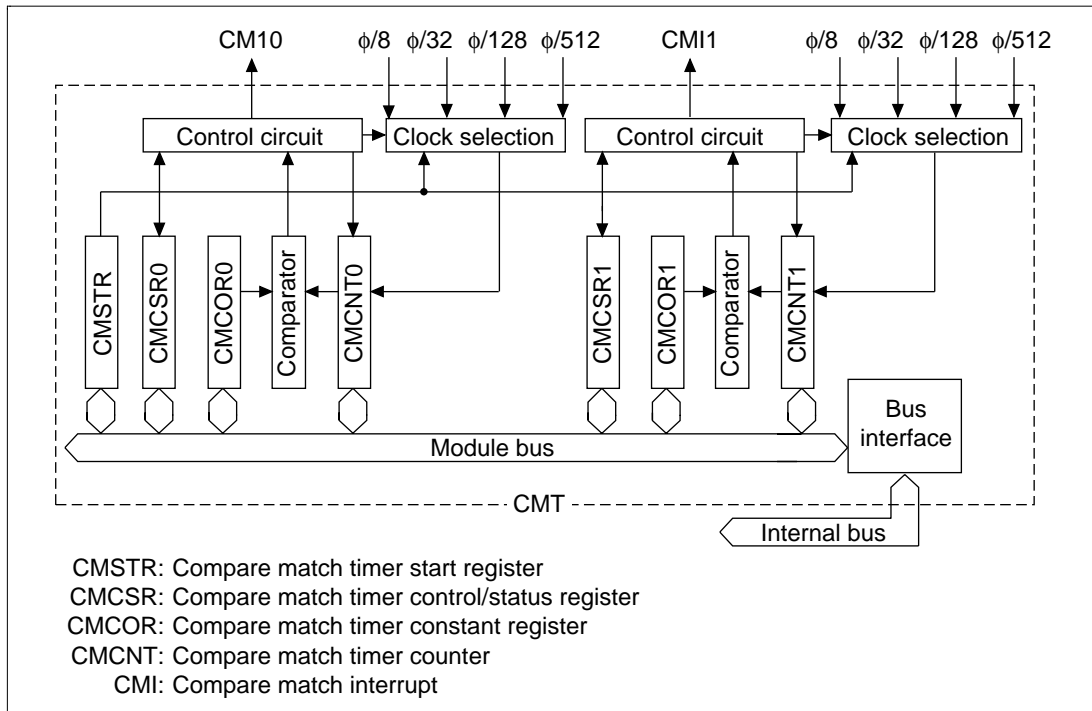 CM10 ϕ/8 ϕ/32 ϕ/128 ϕ/512 CMI1 ϕ/8 ϕ/32 ϕ/128 ϕ/512
Control circuit Clock selection Control circuit Clock selection
CMSTR
CMCSR0
CMCOR0
Comparator
CMCNT0
CMCSR1
CMCOR1
Comparator
CMCNT1
Bus
interface
Module bus
CMT
Internal bus
CMSTR: Compare match timer start register
CMCSR: Compare match timer control/status register
CMCOR: Compare match timer constant register
CMCNT: Compare match timer counter
CMI: Compare match interrupt